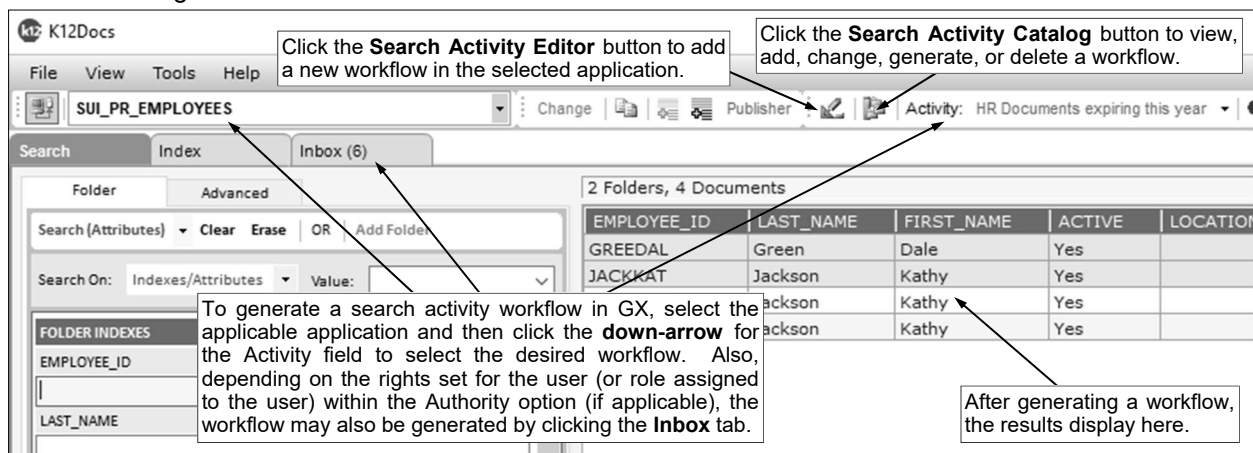 K12Docs
Click the Search Activity Editor button to add
a new workflow in the selected application.
Click the Search Activity Catalog button to view,
add, change, generate, or delete a workflow.
File View Tools Help
SUI_PR_EMPLOYEES Change Publisher Activity: HR Documents expiring this year
Search Index Inbox (6)
Folder Advanced 2 Folders, 4 Documents
EMPLOYEE_ID LAST_NAME FIRST_NAME ACTIVE LOCATION
Search (Attributes) Clear Erase OR Add Folder
GREEDAL Green Dale Yes
JACKKAT Jackson Kathy Yes
Search On: Indexes/Attributes Value:
ackson Kathy Yes
ackson Kathy Yes
To generate a search activity workflow in GX, select the
applicable application and then click the down-arrow for
the Activity field to select the desired workflow. Also,
depending on the rights set for the user (or role assigned
to the user) within the Authority option (if applicable), the
workflow may also be generated by clicking the Inbox tab.
FOLDER INDEXES
EMPLOYEE_ID
LAST_NAME
After generating a workflow,
the results display here.